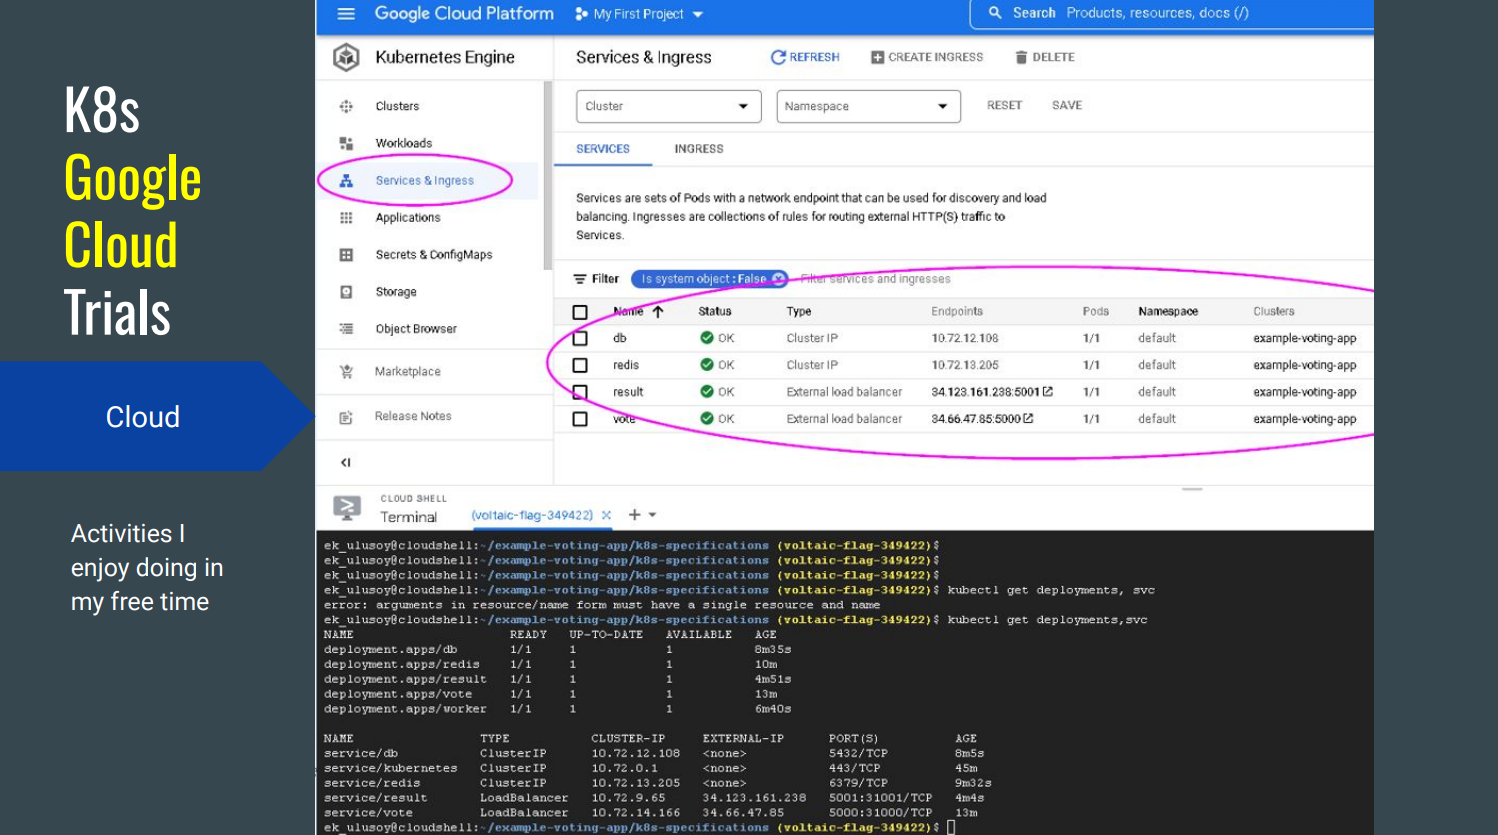 K8s
Google
Cloud
Trials
Cloud
Activities I
enjoy doing in
my free time
Google Cloud Platform
My First Project
Search Products, resources, docs (/)
Kubernetes Engine
Services & Ingress
REFRESH
CREATE INGRESS
DELETE
Clusters
Workloads
Services & Ingress
Applications
Secrets & ConfigMaps
Storage
Object Browser
Marketplace
Release Notes
Cluster
Namespace
RESET
SAVE
SERVICES
INGRESS
Services are sets of Pods with a network endpoint that can be used for discovery and load
balancing. Ingresses are collections of rules for routing external HTTP(S) traffic to
Services.
Filter Is system object : False Filter services and ingresses
Name Status Type Endpoints Pods Namespace Clusters
db OK Cluster IP 10.72.12.108 1/1 default example-voting-app
redis OK Cluster IP 10.72.13.205 1/1 default example-voting-app
result OK External load balancer 34.123.161.238:5001 1/1 default example-voting-app
vote OK External load balancer 34.66.47.85:5000 1/1 default example-voting-app
CLOUD SHELL
Terminal
(voltaic-flag-349422)
ek_ulusoy@cloudshell:~/example-voting-app/k8s-specifications (voltaic-flag-349422)$
ek_ulusoy@cloudshell:~/example-voting-app/k8s-specifications (voltaic-flag-349422)$
ek_ulusoy@cloudshell:~/example-voting-app/k8s-specifications (voltaic-flag-349422)$
ek_ulusoy@cloudshell:~/example-voting-app/k8s-specifications (voltaic-flag-349422)$ kubectl get deployments, svc
error: arguments in resource/name form must have a single resource and name
ek_ulusoy@cloudshell:~/example-voting-app/k8s-specifications (voltaic-flag-349422)$ kubectl get deployments,svc
NAME READY UP-TO-DATE AVAILABLE AGE
deployment.apps/db 1/1 1 1 8m35s
deployment.apps/redis 1/1 1 1 10m
deployment.apps/result 1/1 1 1 4m51s
deployment.apps/vote 1/1 1 1 13m
deployment.apps/worker 1/1 1 1 6m40s
NAME TYPE CLUSTER-IP EXTERNAL-IP PORT(S) AGE
service/db ClusterIP 10.72.12.108 <none> 5432/TCP 8m5s
service/kubernetes ClusterIP 10.72.0.1 <none> 443/TCP 45m
service/redis ClusterIP 10.72.13.205 <none> 6379/TCP 9m32s
service/result LoadBalancer 10.72.9.65 34.123.161.238 5001:31001/TCP 4m4s
service/vote LoadBalancer 10.72.14.166 34.66.47.85 5000:31000/TCP 13m
ek_ulusoy@cloudshell:~/example-voting-app/k8s-specifications (voltaic-flag-349422)$